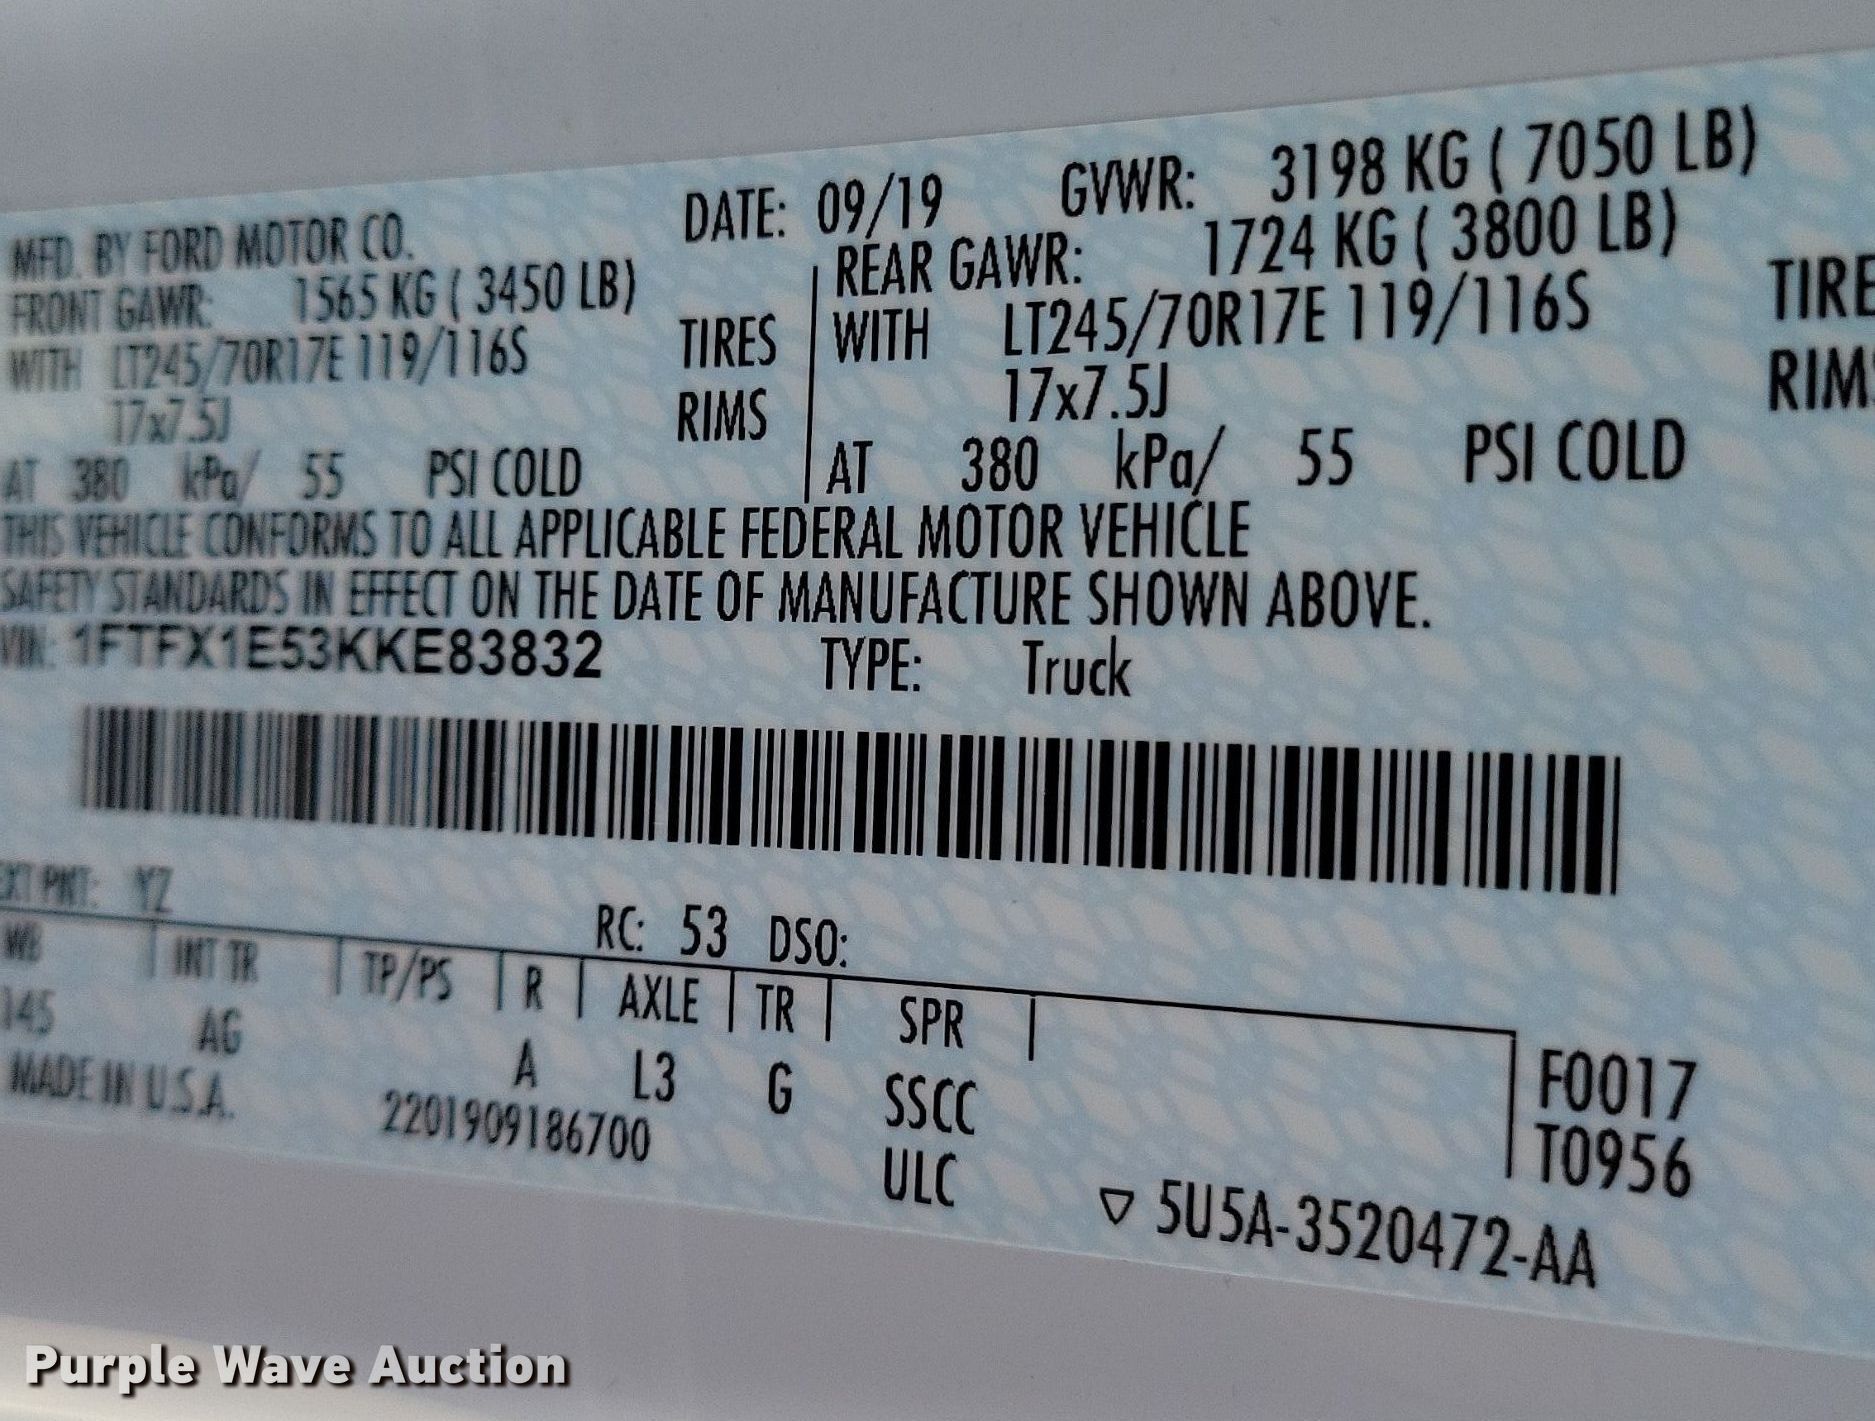 MFD. BY FORD MOTOR CO. DATE: 09/19 GVWR: 3198 KG ( 7050 LB)
FRONT GAWR: 1565 KG ( 3450 LB) REAR GAWR: 1724 KG ( 3800 LB)
WITH LT245/70R17E 119/116S TIRES WITH LT245/70R17E 119/116S TIRE
17x7.5J RIMS 17x7.5J RIMS
AT 380 kPa/ 55 PSI COLD AT 380 kPa/ 55 PSI COLD
THIS VEHICLE CONFORMS TO ALL APPLICABLE FEDERAL MOTOR VEHICLE
SAFETY STANDARDS IN EFFECT ON THE DATE OF MANUFACTURE SHOWN ABOVE.
VIN: 1FTFX1E53KKE83832 TYPE: Truck
EXT PNT: YZ RC: 53 DSO:
WB INT TR TP/PS R AXLE TR SPR
145 AG A L3 G SSCC F0017
MADE IN U.S.A. 2201909186700 ULC T0956
▽ 5U5A-3520472-AA
Purple Wave Auction